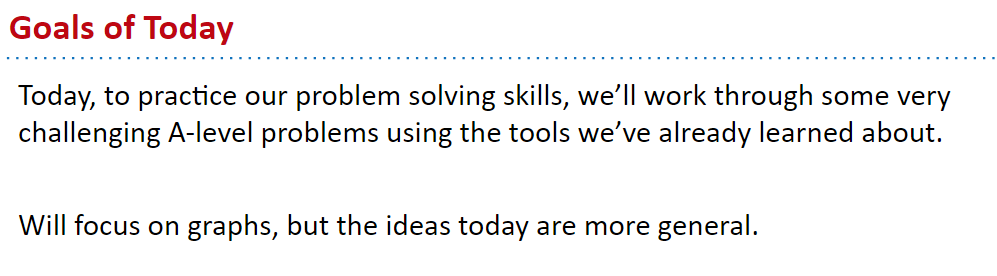 Goals of Today
Today, to practice our problem solving skills, we’ll work through some very
challenging A-level problems using the tools we’ve already learned about.
Will focus on graphs, but the ideas today are more general.